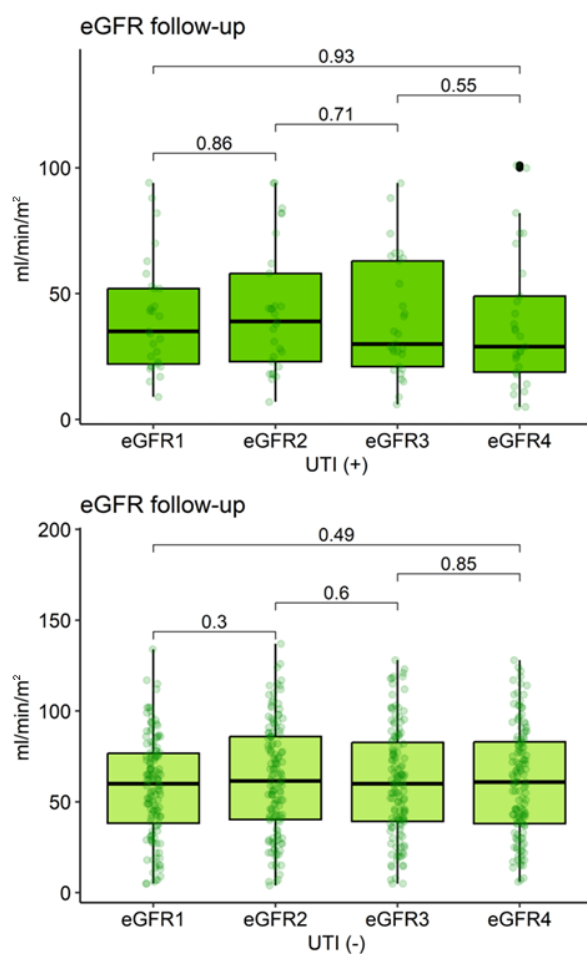 eGFR follow-up
0.93
0.55
0.71
0.86
100
50
0
ml/min/m²
eGFR1 eGFR2 eGFR3 eGFR4
UTI (+)
eGFR follow-up
200
0.49
0.85
0.6
0.3
150
100
50
0
ml/min/m²
eGFR1 eGFR2 eGFR3 eGFR4
UTI (-)